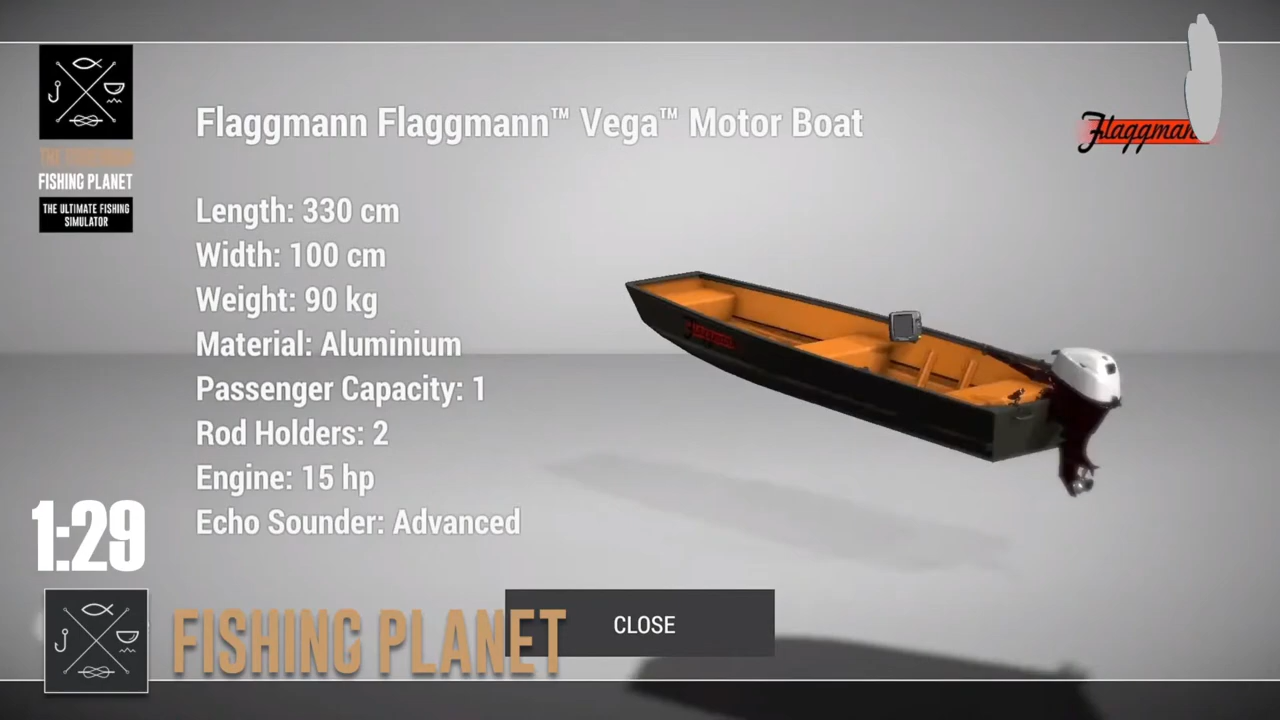 FISHING PLANET
THE ULTIMATE FISHING
SIMULATOR
Flaggmann Flaggmann™ Vega™ Motor Boat
Flaggman
Length: 330 cm
Width: 100 cm
Weight: 90 kg
Material: Aluminium
Passenger Capacity: 1
Rod Holders: 2
Engine: 15 hp
Echo Sounder: Advanced
1:29
FISHING PLANET
CLOSE